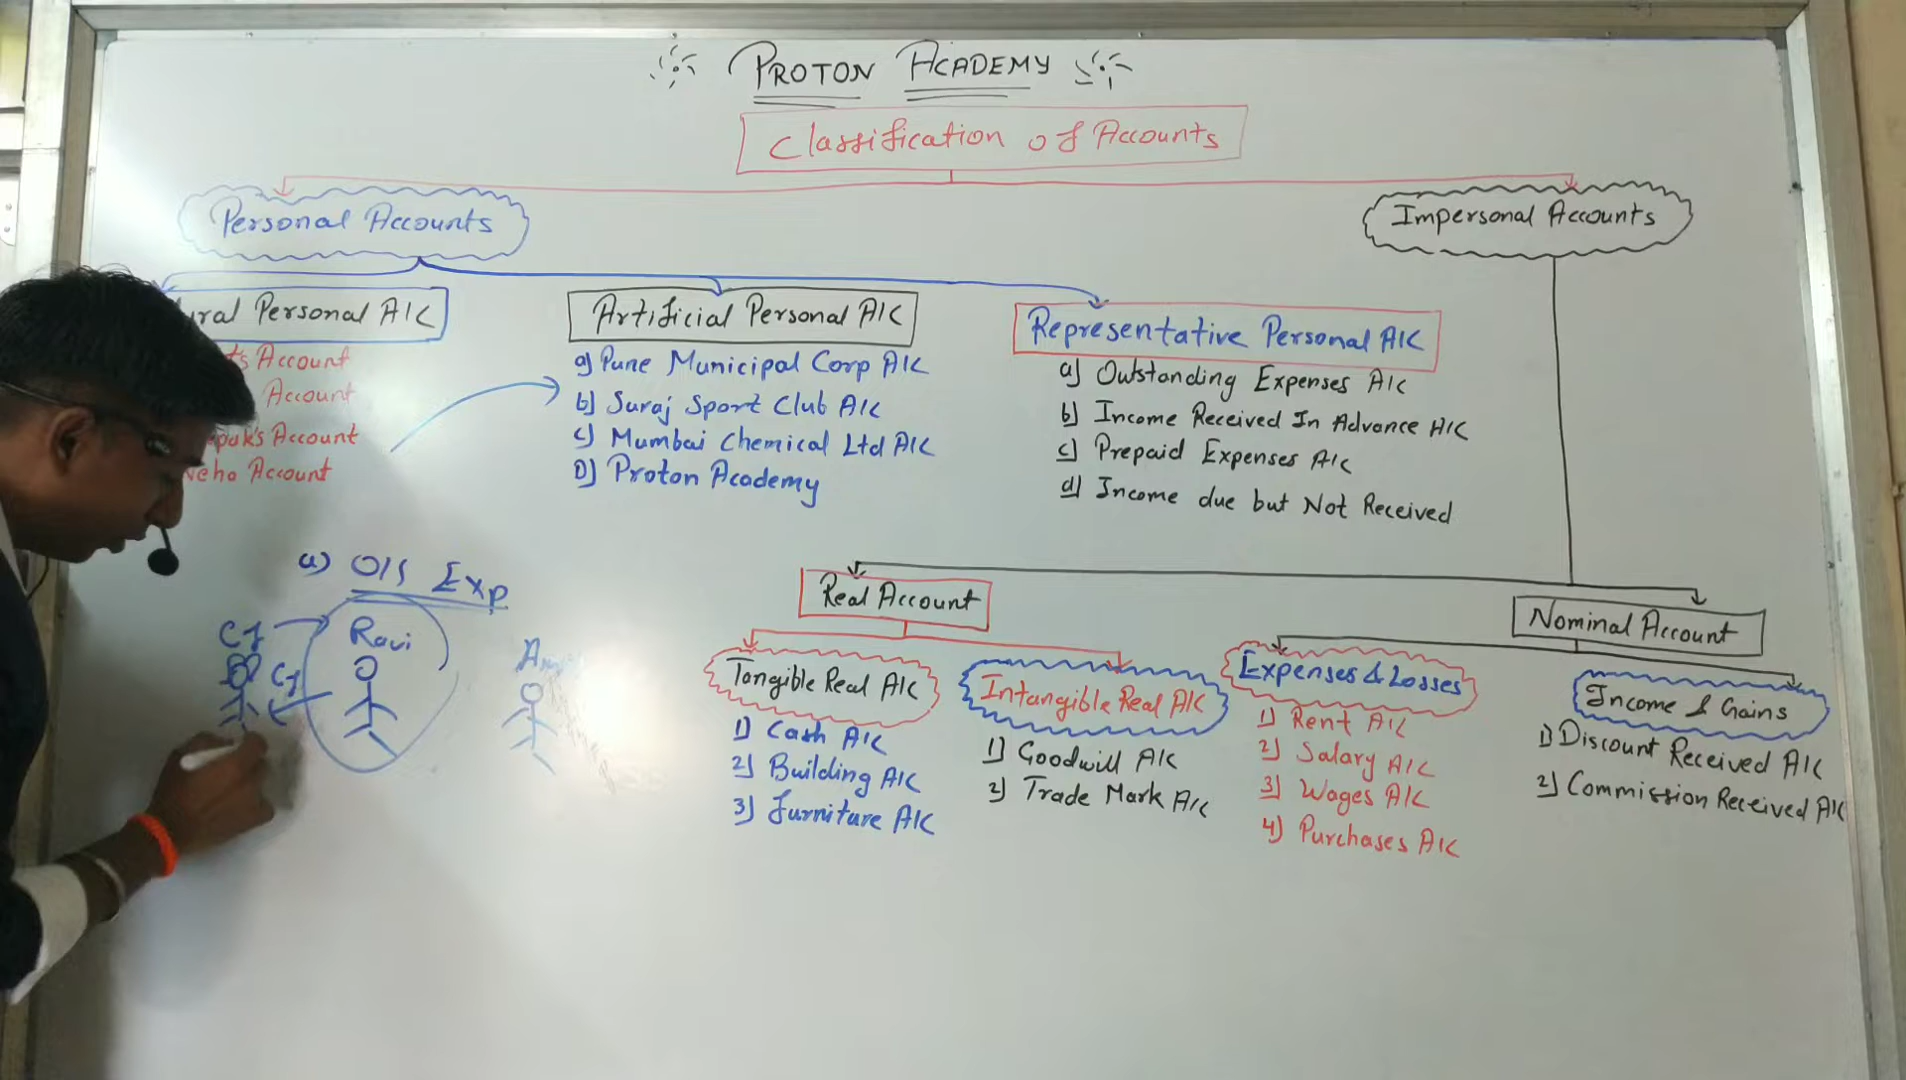 PROTON ACADEMY
Classification of Accounts
Personal Accounts
Impersonal Accounts
Personal A/C
Account
Account
Account
Neha Account
Artificial Personal A/C
a) Pune Municipal Corp A/C
b) Suraj Sport Club A/C
c) Mumbai Chemical Ltd A/C
D) Proton Academy
Representative Personal A/C
a) Outstanding Expenses A/C
b) Income Received In Advance A/C
c) Prepaid Expenses A/C
d) Income due but Not Received
a) O/S Exp
Ravi
Real Account
Tangible Real A/C
1) Cash A/C
2) Building A/C
3) Furniture A/C
Intangible Real A/C
1) Goodwill A/C
2) Trade Mark A/C
Nominal Account
Expenses & Losses
1) Rent A/C
2) Salary A/C
3) Wages A/C
4) Purchases A/C
Income & Gains
1) Discount Received A/C
2) Commission Received A/C